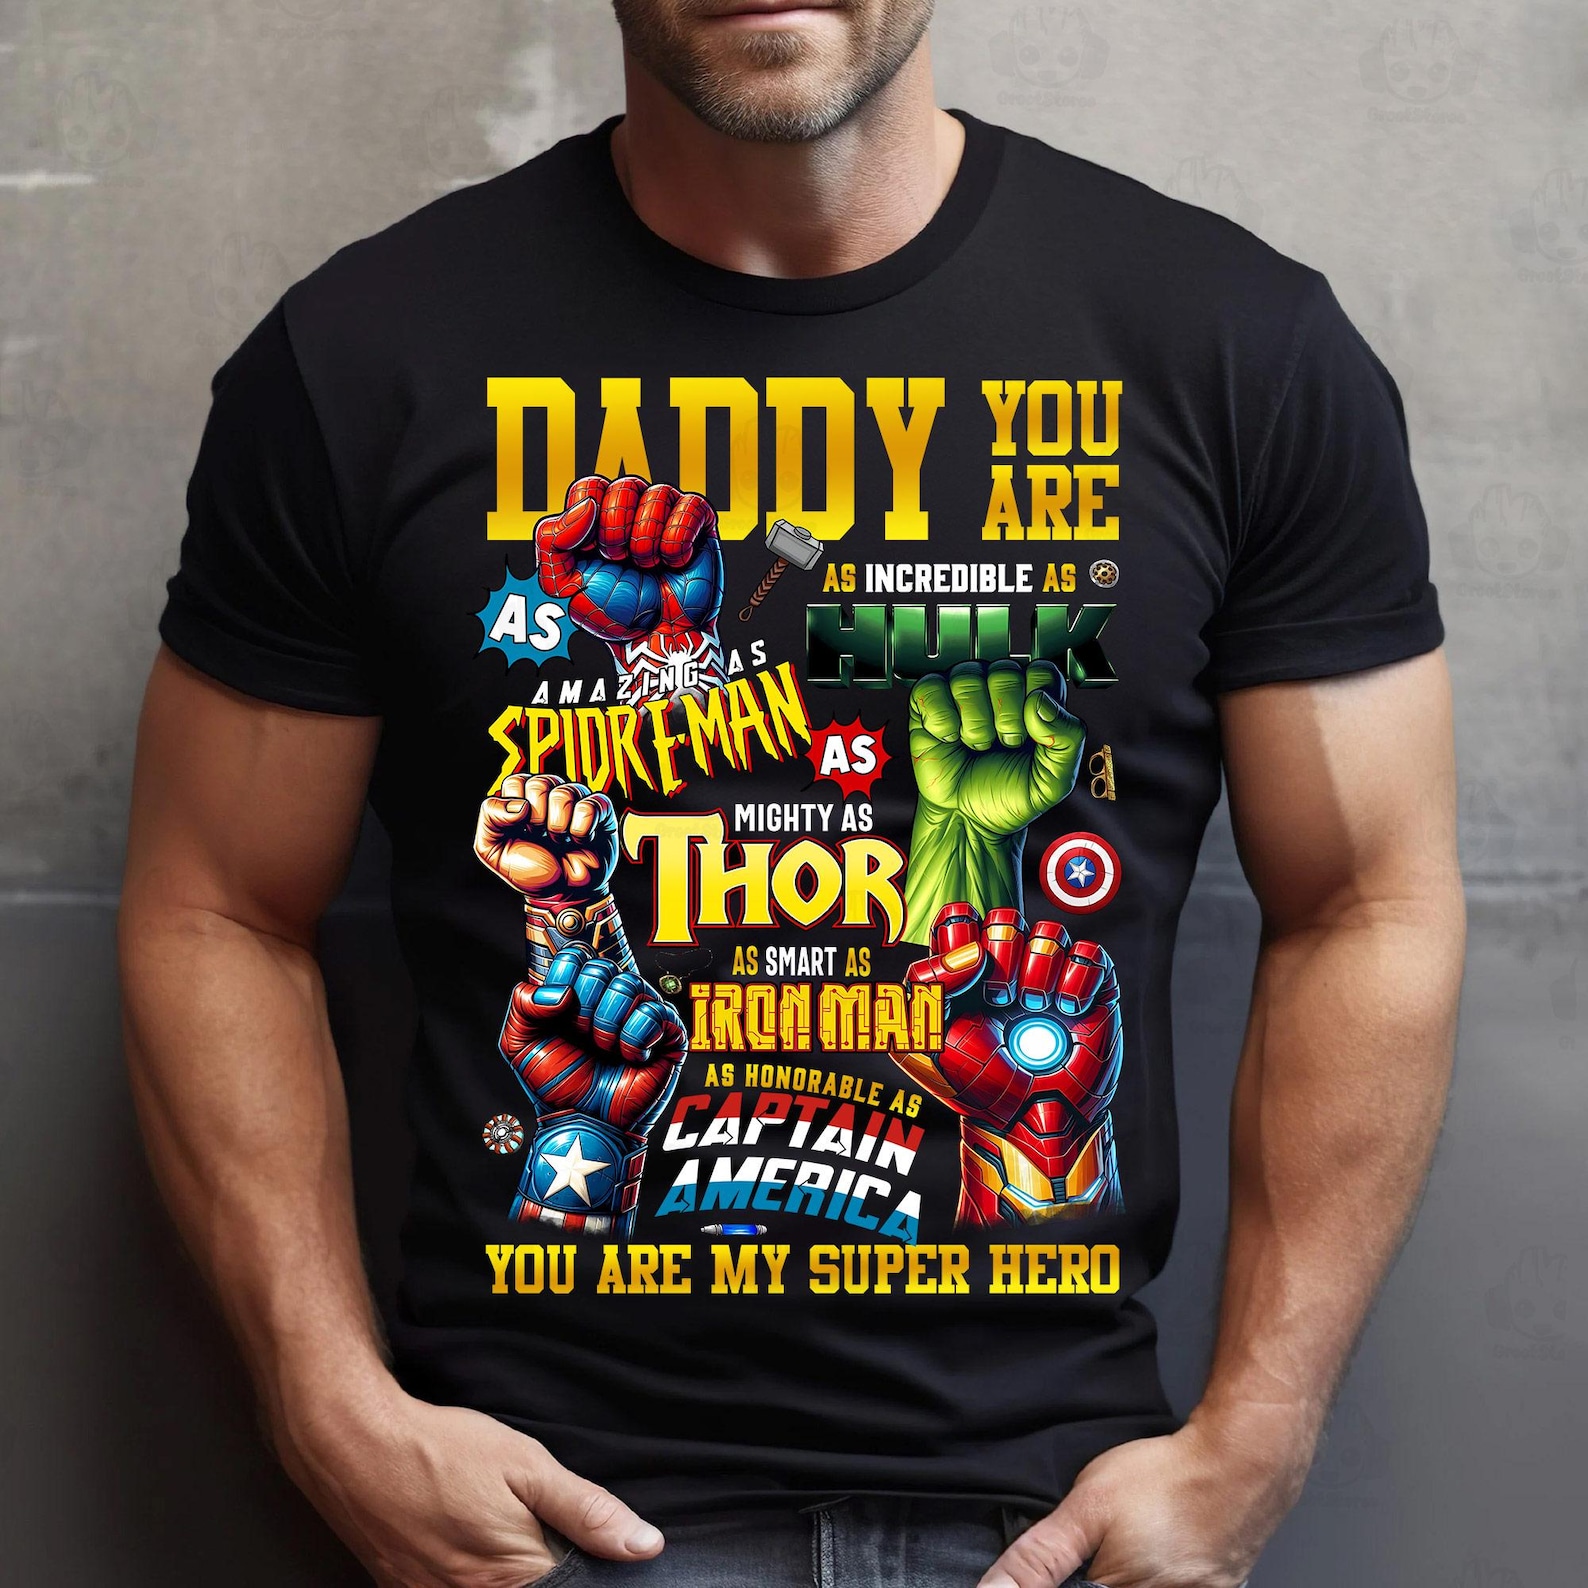 DADDY YOU
ARE
AS
AMAZING AS
SPIDRE-MAN
AS INCREDIBLE AS
HULK
AS
MIGHTY AS
THOR
AS SMART AS
IRON MAN
AS HONORABLE AS
CAPTAIN
AMERICA
YOU ARE MY SUPER HERO
GrootStoree